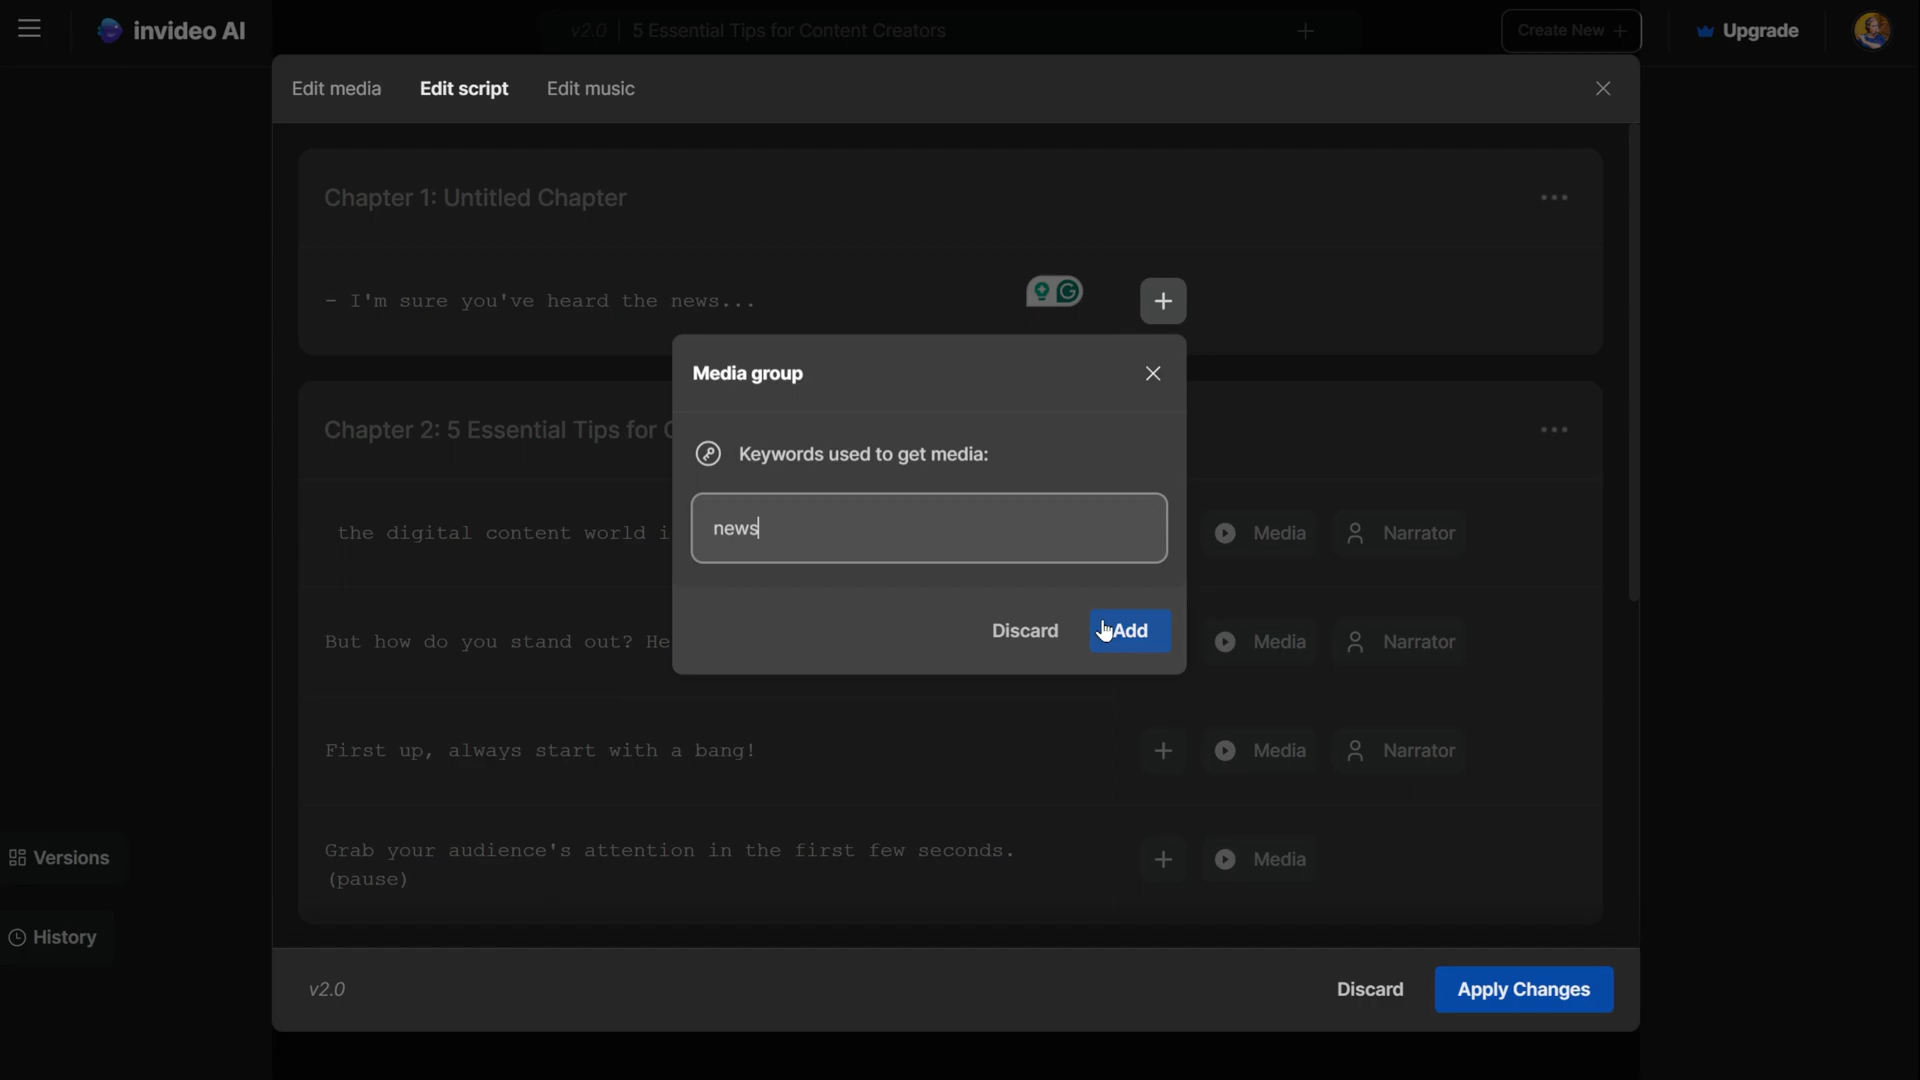 invideo AI
v2.0 5 Essential Tips for Content Creators
Create New +
Upgrade
Edit media
Edit script
Edit music
Chapter 1: Untitled Chapter
- I'm sure you've heard the news...
Media group
Keywords used to get media:
news
Discard
Add
Chapter 2: 5 Essential Tips for
the digital content world
Media
Narrator
But how do you stand out?
Media
Narrator
First up, always start with a bang!
Media
Narrator
Grab your audience's attention in the first few seconds.
(pause)
Media
Versions
History
v2.0
Discard
Apply Changes